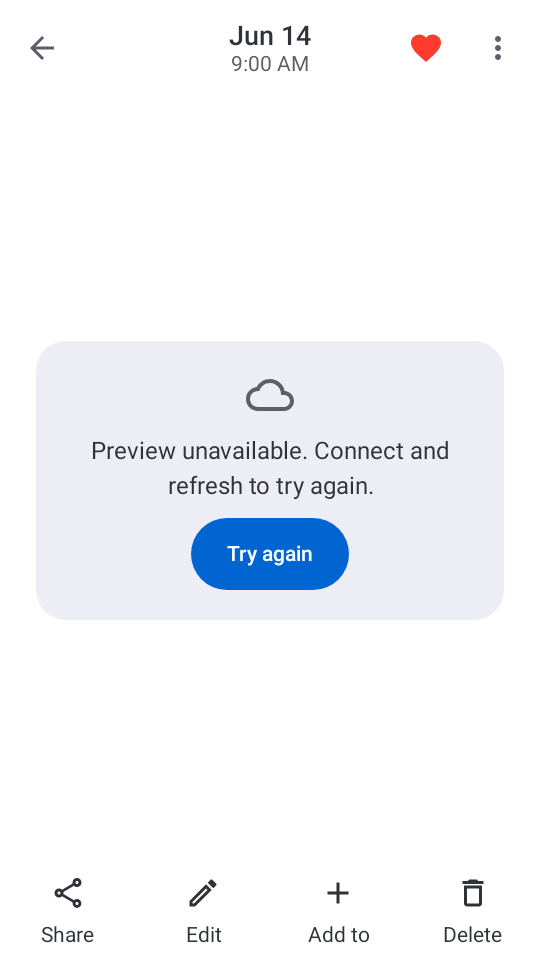 Jun 14
9:00 AM
Preview unavailable. Connect and
refresh to try again.
Try again
Share
Edit
Add to
Delete